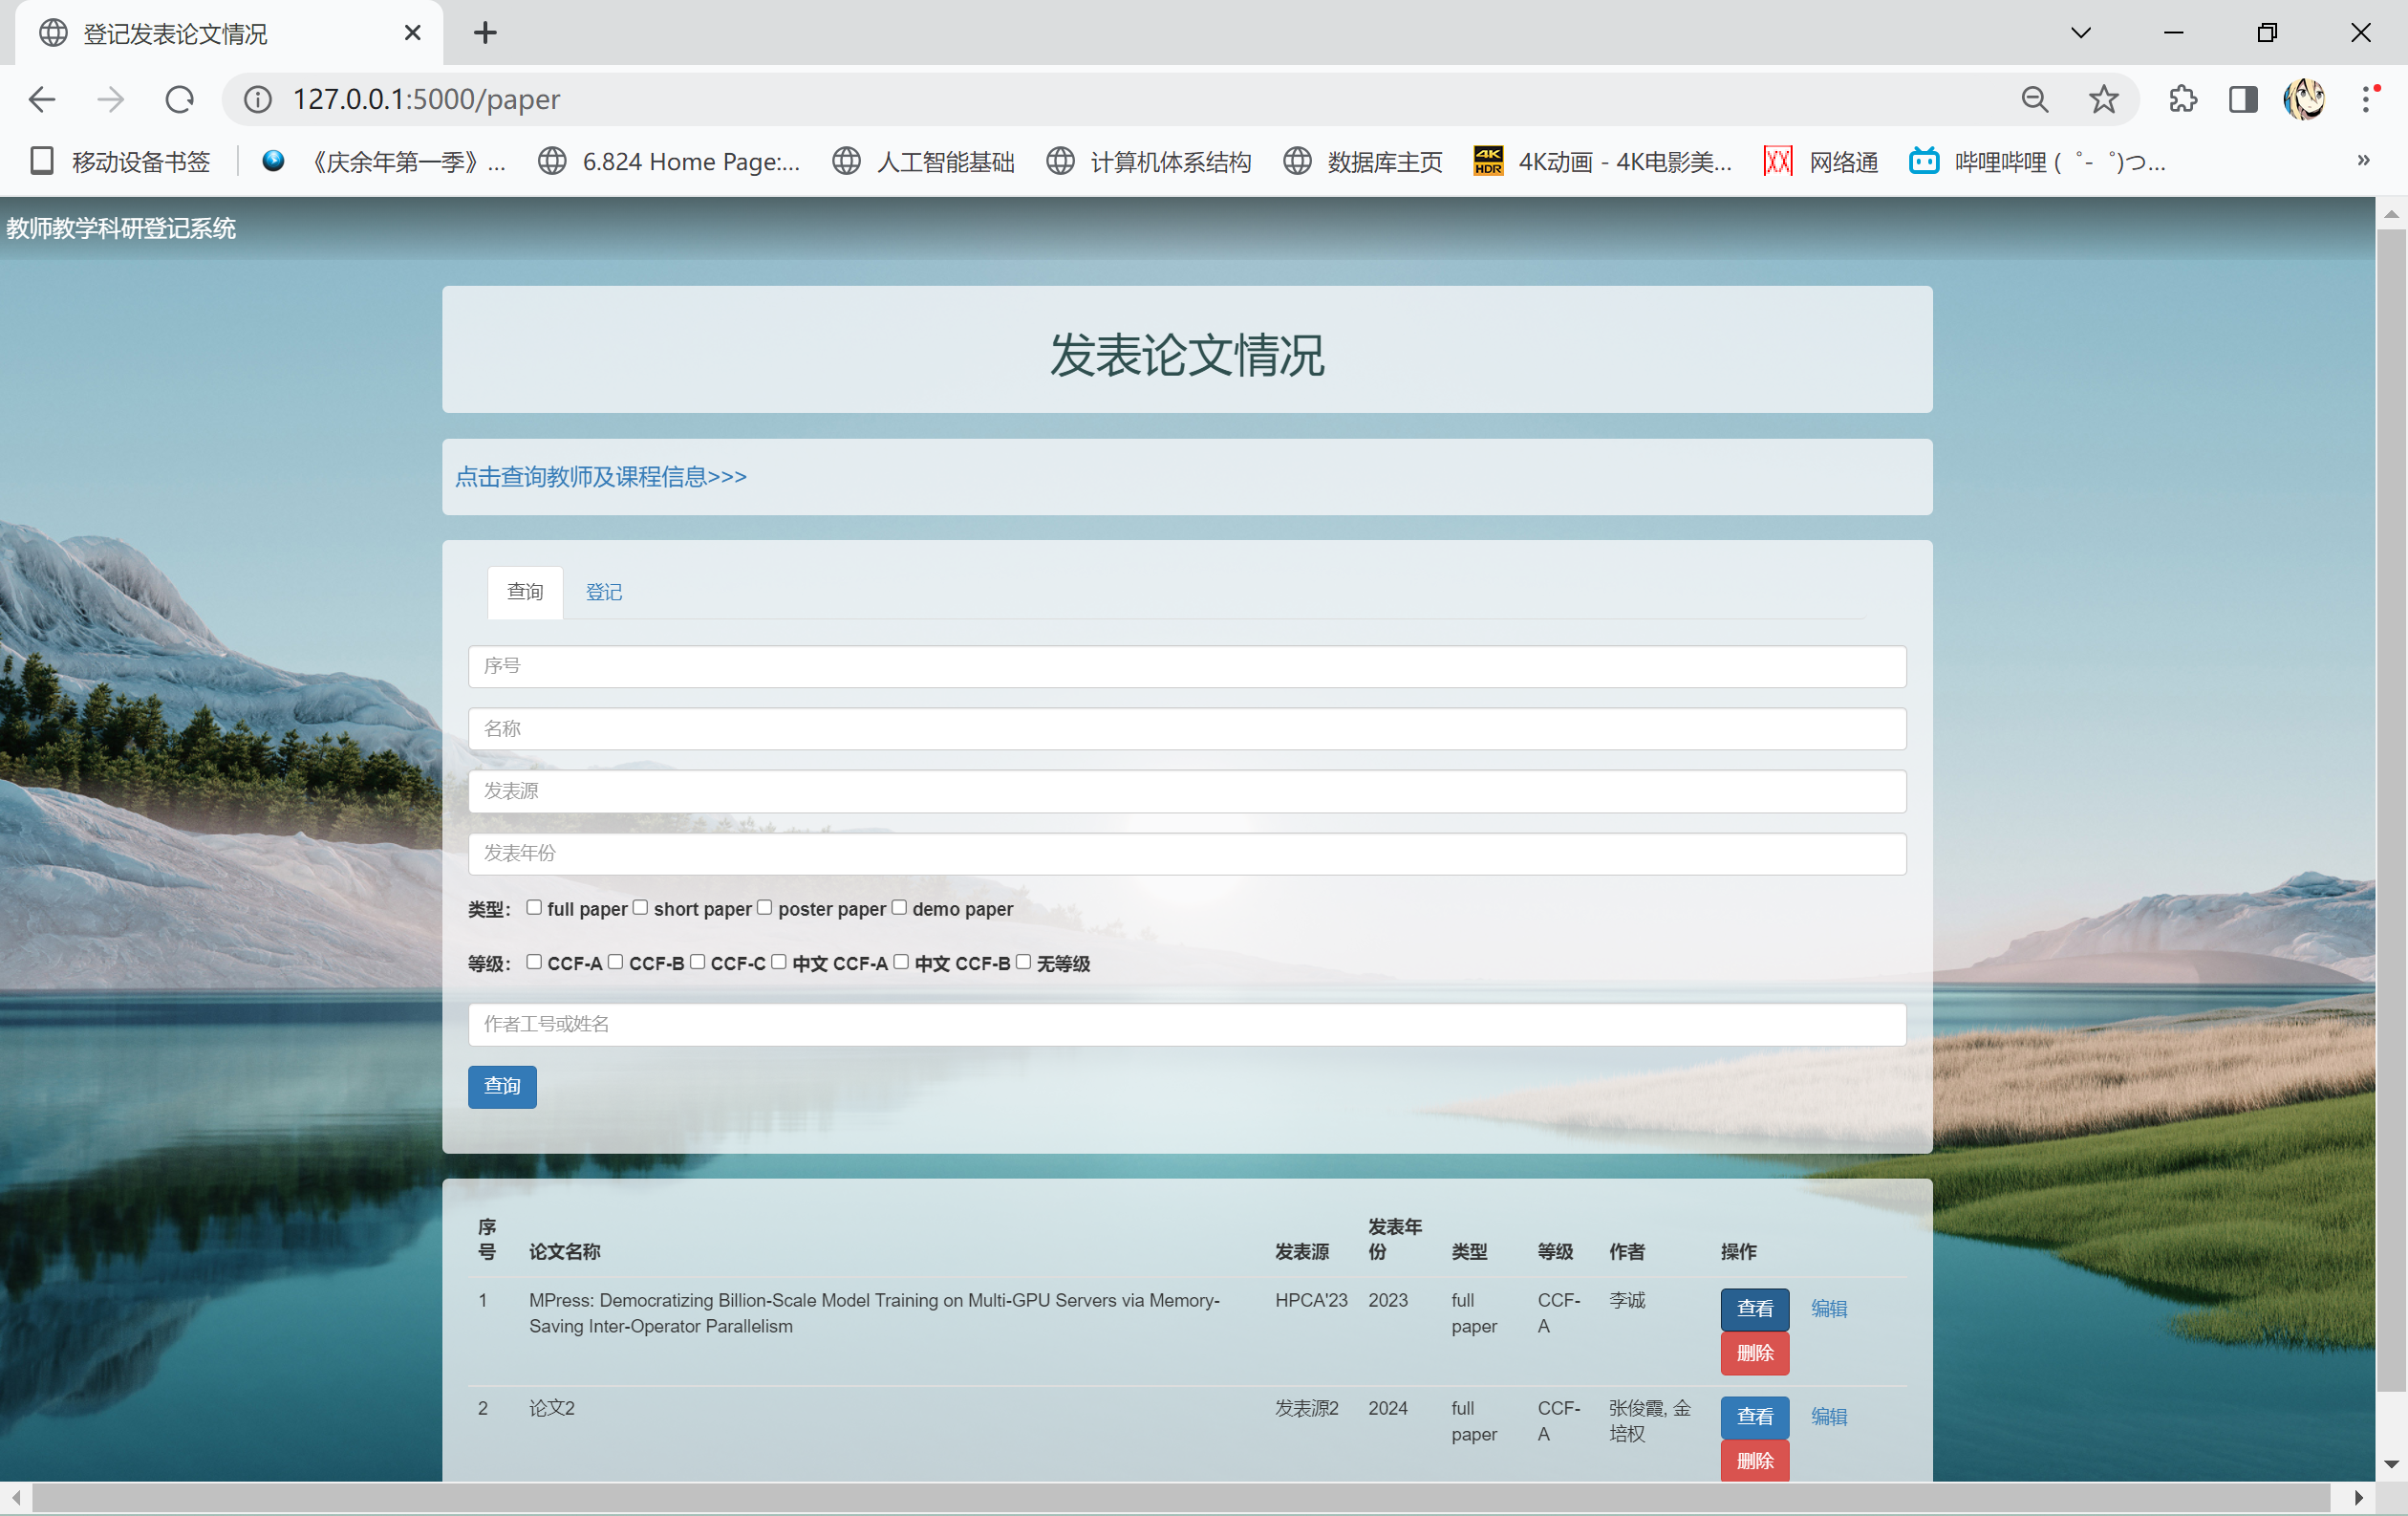 登记发表论文情况
127.0.0.1:5000/paper
移动设备书签
《庆余年第一季》...
6.824 Home Page:...
人工智能基础
计算机体系结构
数据库主页
4K HDR
4K动画 - 4K电影美...
网络通
哔哩哔哩 (゜-゜)つ...
»
教师教学科研登记系统
发表论文情况
点击查询教师及课程信息>>>
查询 登记
序号
名称
发表源
发表年份
类型： full paper short paper poster paper demo paper
等级： CCF-A CCF-B CCF-C 中文 CCF-A 中文 CCF-B 无等级
作者工号或姓名
查询
序号 论文名称 发表源 发表年份 类型 等级 作者 操作
1 MPress: Democratizing Billion-Scale Model Training on Multi-GPU Servers via Memory- HPCA'23 2023 full CCF- 李诚 查看 编辑
Saving Inter-Operator Parallelism paper A
删除
2 论文2 发表源2 2024 full CCF- 张俊霞, 金 查看 编辑
paper A 培权
删除